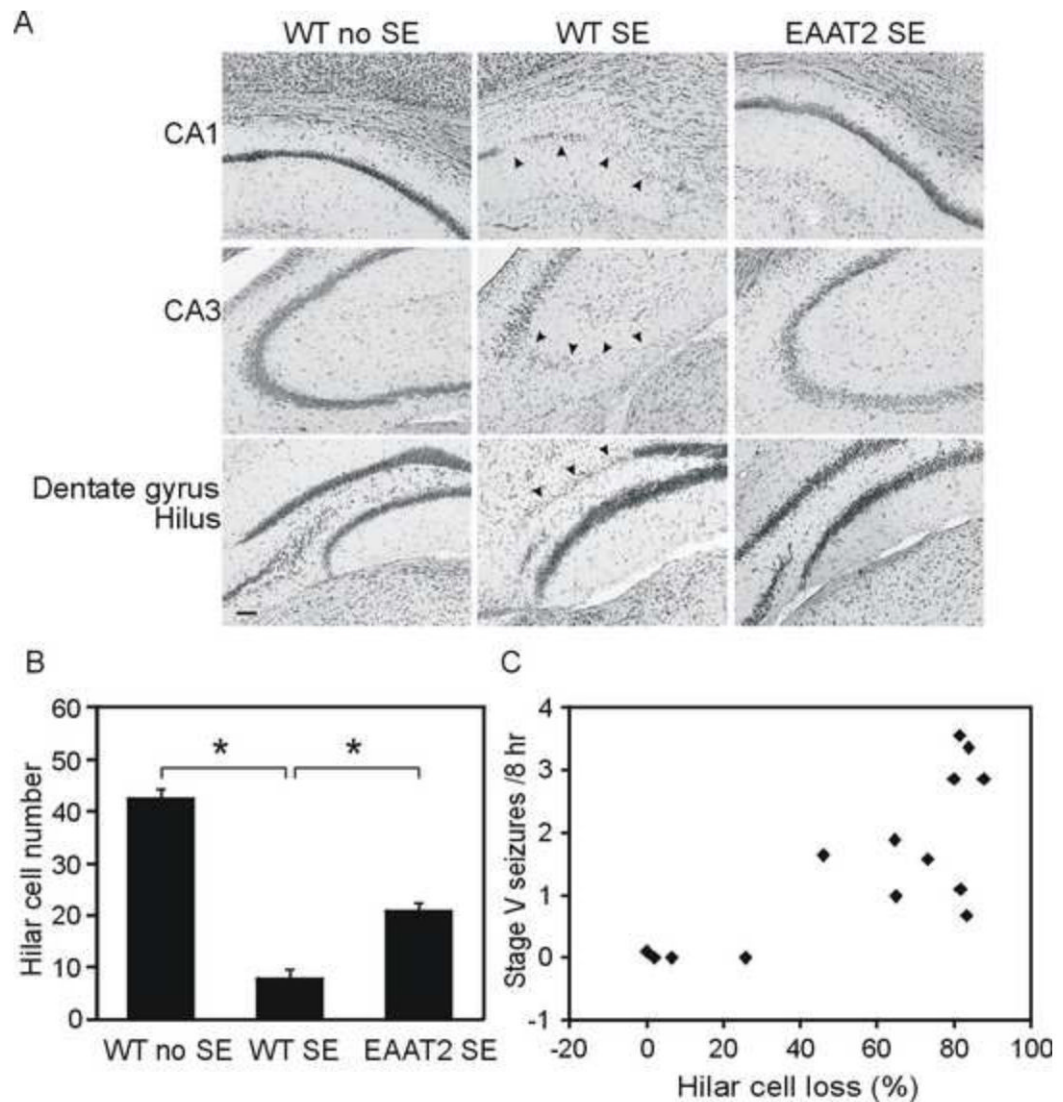 A
WT no SE
WT SE
EAAT2 SE
CA1
CA3
Dentate gyrus
Hilus
B
60
50
40
30
20
10
0
Hilar cell number
*
*
WT no SE
WT SE
EAAT2 SE
C
4
3
2
1
0
-1
Stage V seizures /8 hr
-20
0
20
40
60
80
100
Hilar cell loss (%)